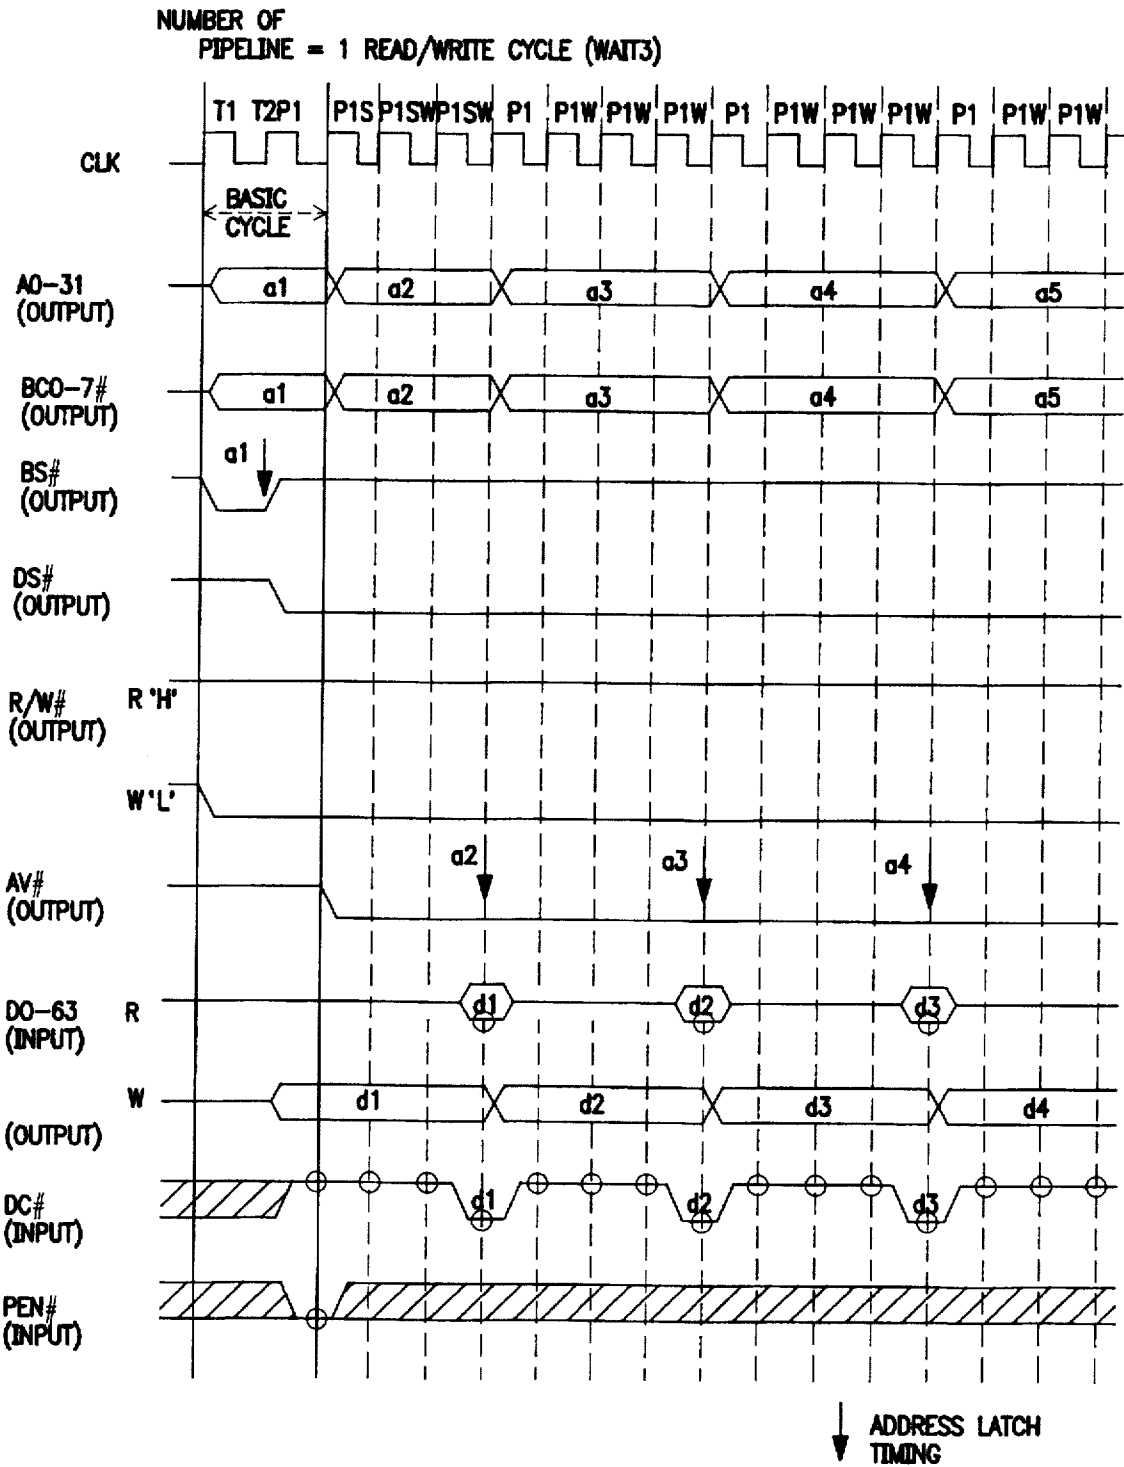 NUMBER OF
PIPELINE = 1 READ/WRITE CYCLE (WAIT3)
T1 T2P1 P1S P1SW P1SW P1 P1W P1W P1W P1 P1W P1W P1W P1 P1W P1W
CLK
BASIC
CYCLE
A0-31
(OUTPUT)
a1 a2 a3 a4 a5
BC0-7#
(OUTPUT)
a1 a2 a3 a4 a5
a1
BS#
(OUTPUT)
DS#
(OUTPUT)
R/W#
(OUTPUT)
R 'H'
W 'L'
a2 a3 a4
AV#
(OUTPUT)
D0-63 R
(INPUT)
d1 d2 d3
W
(OUTPUT)
d1 d2 d3 d4
DC#
(INPUT)
d1 d2 d3
PEN#
(INPUT)
ADDRESS LATCH
TIMING